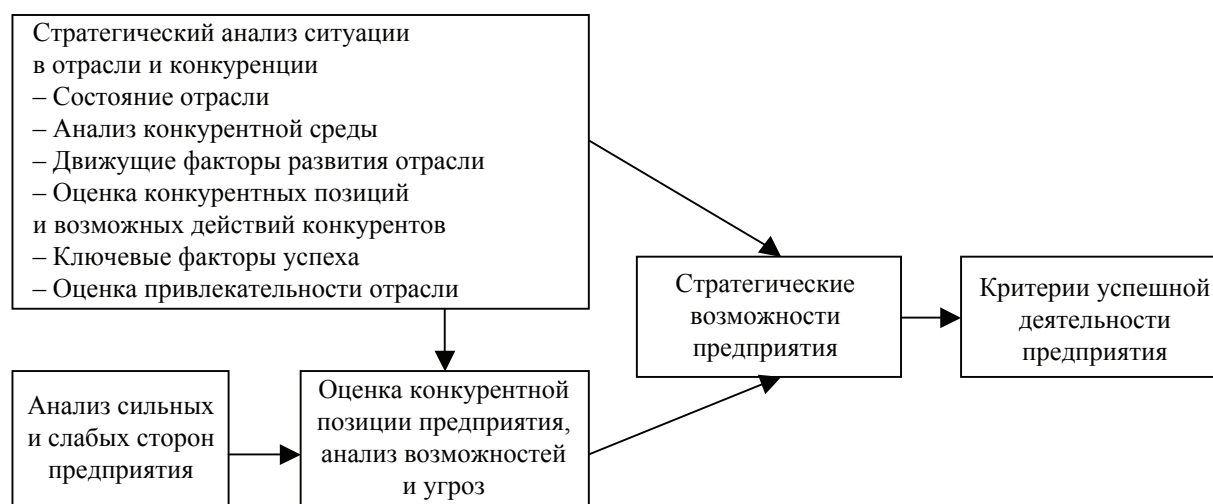 Стратегический анализ ситуации
в отрасли и конкуренции
– Состояние отрасли
– Анализ конкурентной среды
– Движущие факторы развития отрасли
– Оценка конкурентных позиций
и возможных действий конкурентов
– Ключевые факторы успеха
– Оценка привлекательности отрасли
Анализ сильных
и слабых сторон
предприятия
Оценка конкурентной
позиции предприятия,
анализ возможностей
и угроз
Стратегические
возможности
предприятия
Критерии успешной
деятельности
предприятия